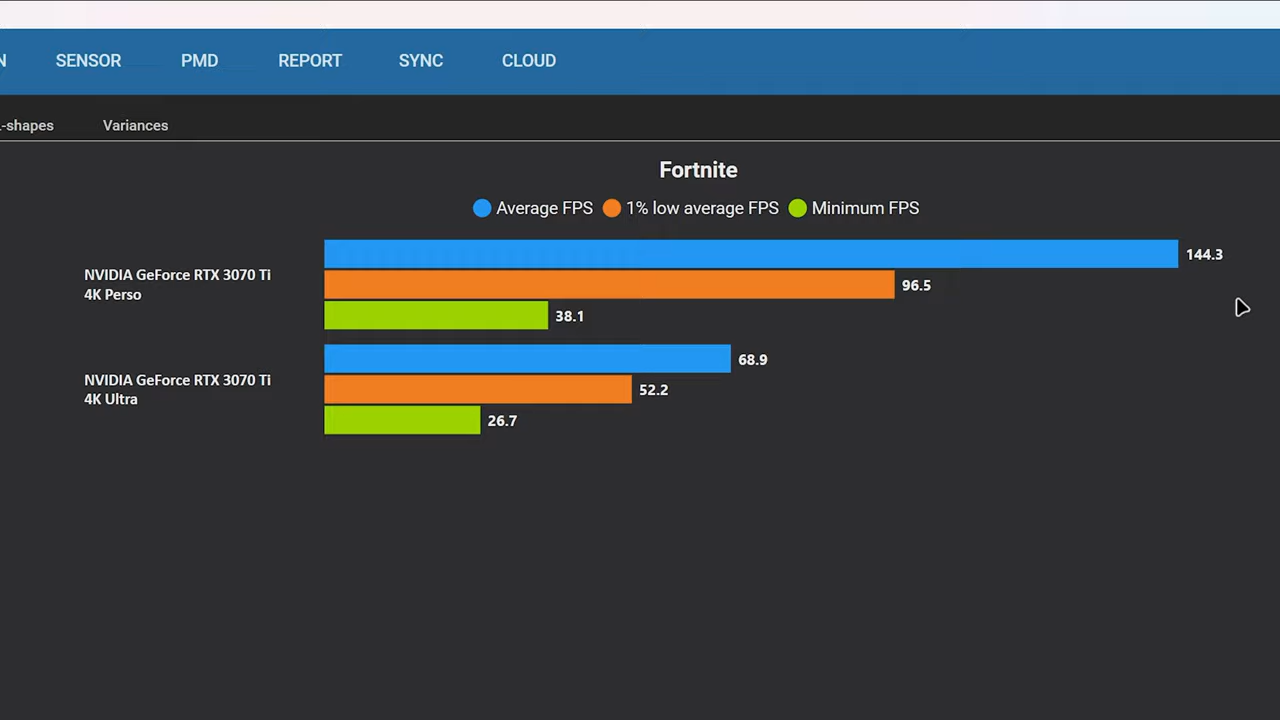 SENSOR PMD REPORT SYNC CLOUD
-shapes Variances
Fortnite
Average FPS 1% low average FPS Minimum FPS
NVIDIA GeForce RTX 3070 Ti
4K Perso
144.3
96.5
38.1
NVIDIA GeForce RTX 3070 Ti
4K Ultra
68.9
52.2
26.7